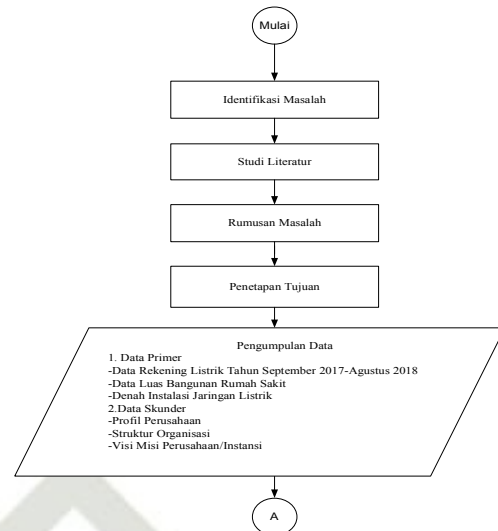 Mulai
Identifikasi Masalah
Studi Literatur
Rumusan Masalah
Penetapan Tujuan
Pengumpulan Data
1. Data Primer
-Data Rekening Listrik Tahun September 2017-Agustus 2018
-Data Luas Bangunan Rumah Sakit
-Denah Instalasi Jaringan Listrik
2.Data Skunder
-Profil Perusahaan
-Struktur Organisasi
-Visi Misi Perusahaan/Instansi
A